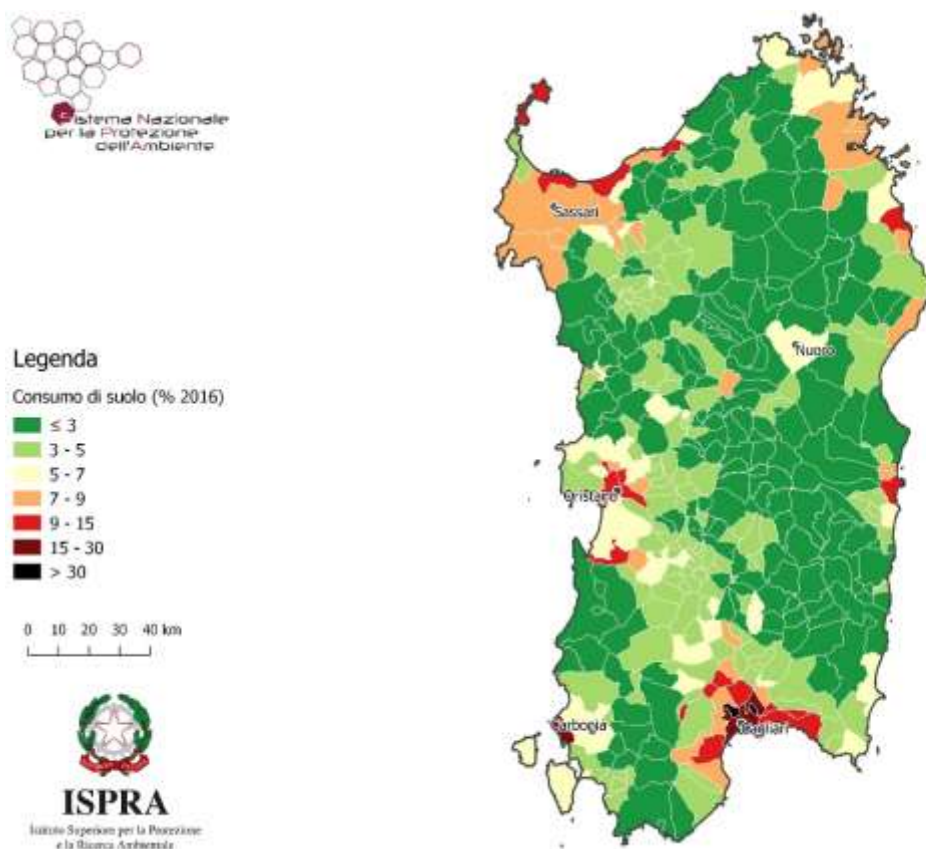 Sistema Nazionale
per la Protezione
dell'Ambiente
Sassari
Nuoro
Legenda
Consumo di suolo (% 2016)
≤ 3
3 - 5
5 - 7
7 - 9
9 - 15
15 - 30
> 30
Oristano
0 10 20 30 40 km
Carbonia
Cagliari
ISPRA
Istituto Superiore per la Protezione
e la Ricerca Ambientale